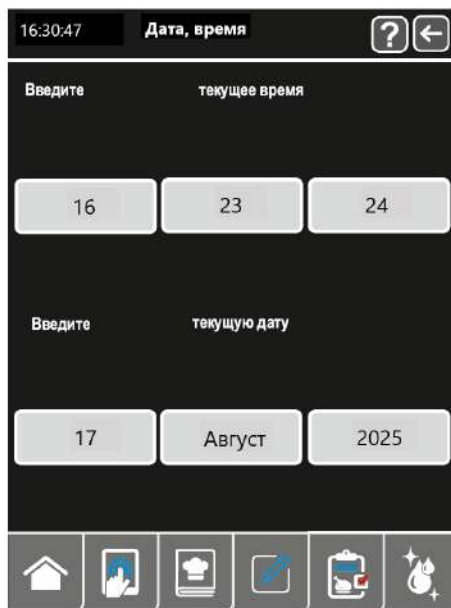 16:30:47 Дата, время ?
Введите текущее время
16 23 24
Введите текущую дату
17 Август 2025